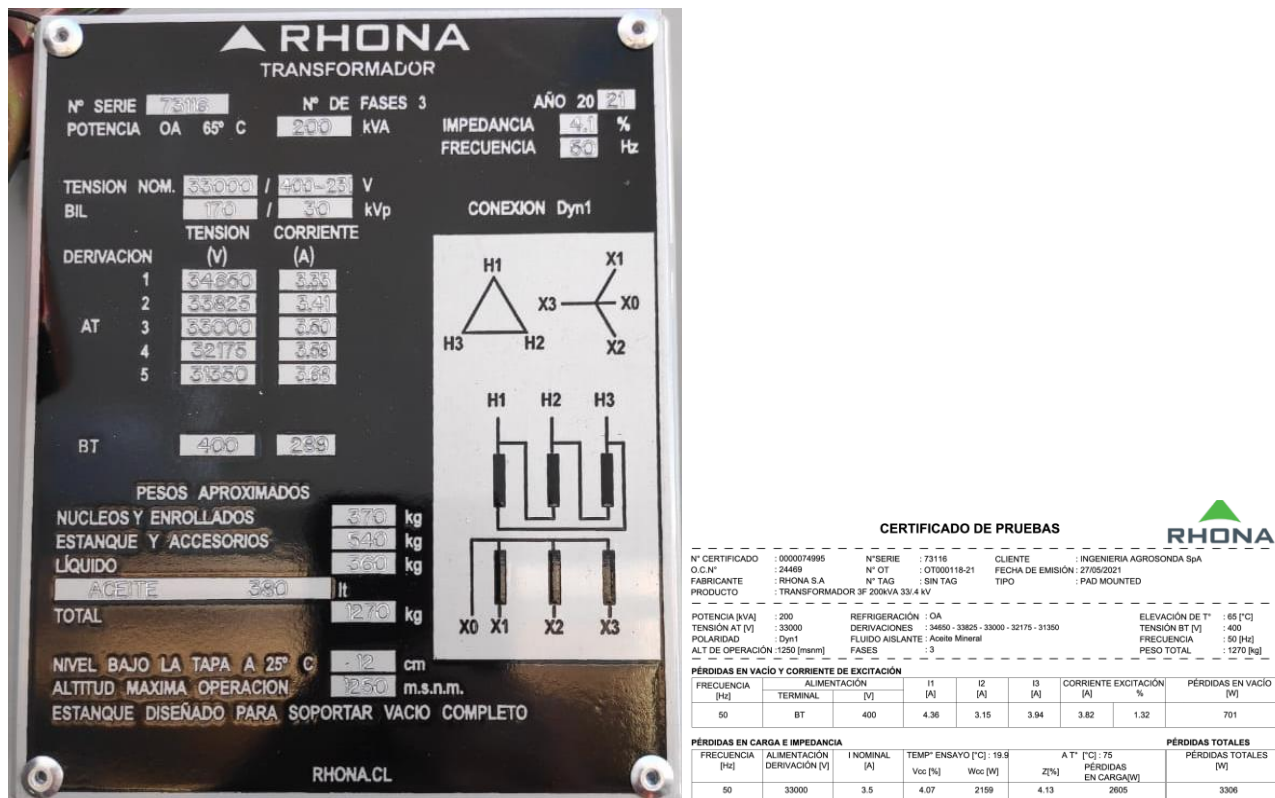 RHONA
TRANSFORMADOR
Nº SERIE 73116 Nº DE FASES 3 AÑO 20 21
POTENCIA OA 65º C 200 kVA IMPEDANCIA 4.1 %
FRECUENCIA 50 Hz
TENSION NOM. 33000 / 400-231 V
BIL 170 / 30 kVp CONEXION Dyn1
TENSION CORRIENTE
DERIVACION (V) (A)
1 34650 3.33
2 33825 3.41
AT 3 33000 3.50
4 32175 3.59
5 31350 3.68
BT 400 289
H1
H3 H2
X1
X3 X0
X2
H1 H2 H3
X0 X1 X2 X3
PESOS APROXIMADOS
NUCLEOS Y ENROLLADOS 370 kg
ESTANQUE Y ACCESORIOS 540 kg
LÍQUIDO 360 kg
ACEITE 380 lt
TOTAL 1270 kg
NIVEL BAJO LA TAPA A 25º C 12 cm
ALTITUD MAXIMA OPERACION 1250 m.s.n.m.
ESTANQUE DISEÑADO PARA SOPORTAR VACIO COMPLETO
RHONA.CL
CERTIFICADO DE PRUEBAS
RHONA
N° CERTIFICADO : 0000074995 N°SERIE : 73116 CLIENTE : INGENIERIA AGROSONDA SpA
O.C.N° : 24469 N° OT : OT000118-21 FECHA DE EMISIÓN : 27/05/2021
FABRICANTE : RHONA S.A N° TAG : SIN TAG TIPO : PAD MOUNTED
PRODUCTO : TRANSFORMADOR 3F 200kVA 33/.4 kV
POTENCIA [kVA] : 200 REFRIGERACIÓN : OA ELEVACIÓN DE T° : 65 [°C]
TENSIÓN AT [V] : 33000 DERIVACIONES : 34650 - 33825 - 33000 - 32175 - 31350 TENSIÓN BT [V] : 400
POLARIDAD : Dyn1 FLUIDO AISLANTE : Aceite Mineral FRECUENCIA : 50 [Hz]
ALT DE OPERACIÓN :1250 [msnm] FASES : 3 PESO TOTAL : 1270 [kg]
PÉRDIDAS EN VACÍO Y CORRIENTE DE EXCITACIÓN
FRECUENCIA [Hz] ALIMENTACIÓN I1 I2 I3 CORRIENTE EXCITACIÓN PÉRDIDAS EN VACÍO
TERMINAL [V] [A] [A] [A] [A] % [W]
50 BT 400 4.36 3.15 3.94 3.82 1.32 701
PÉRDIDAS EN CARGA E IMPEDANCIA PÉRDIDAS TOTALES
FRECUENCIA ALIMENTACIÓN I NOMINAL TEMP° ENSAYO [°C] : 19.9 A T° [°C] : 75 PÉRDIDAS TOTALES
[Hz] DERIVACIÓN [V] [A] Vcc [%] Wcc [W] Z[%] PÉRDIDAS EN CARGA[W] [W]
50 33000 3.5 4.07 2159 4.13 2605 3306